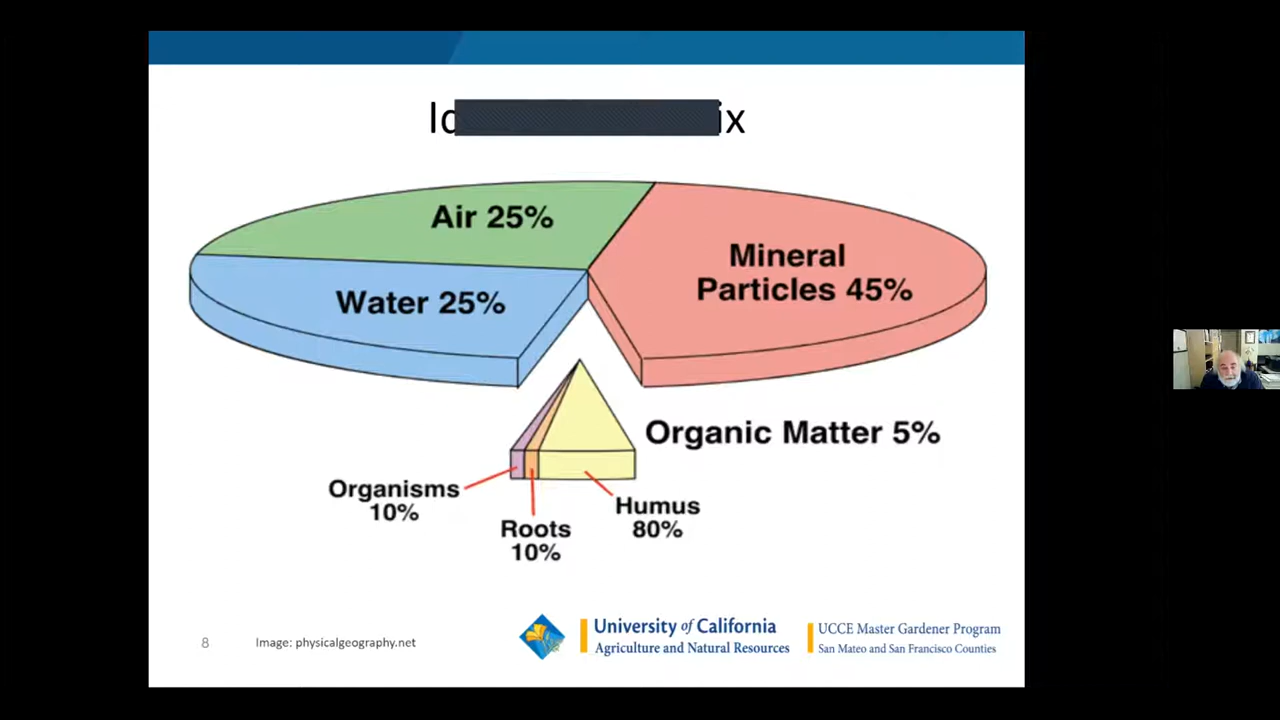 Air 25%
Mineral
Particles 45%
Water 25%
Organic Matter 5%
Organisms
10%
Roots
10%
Humus
80%
8
Image: physicalgeography.net
University of California
Agriculture and Natural Resources
UCCE Master Gardener Program
San Mateo and San Francisco Counties